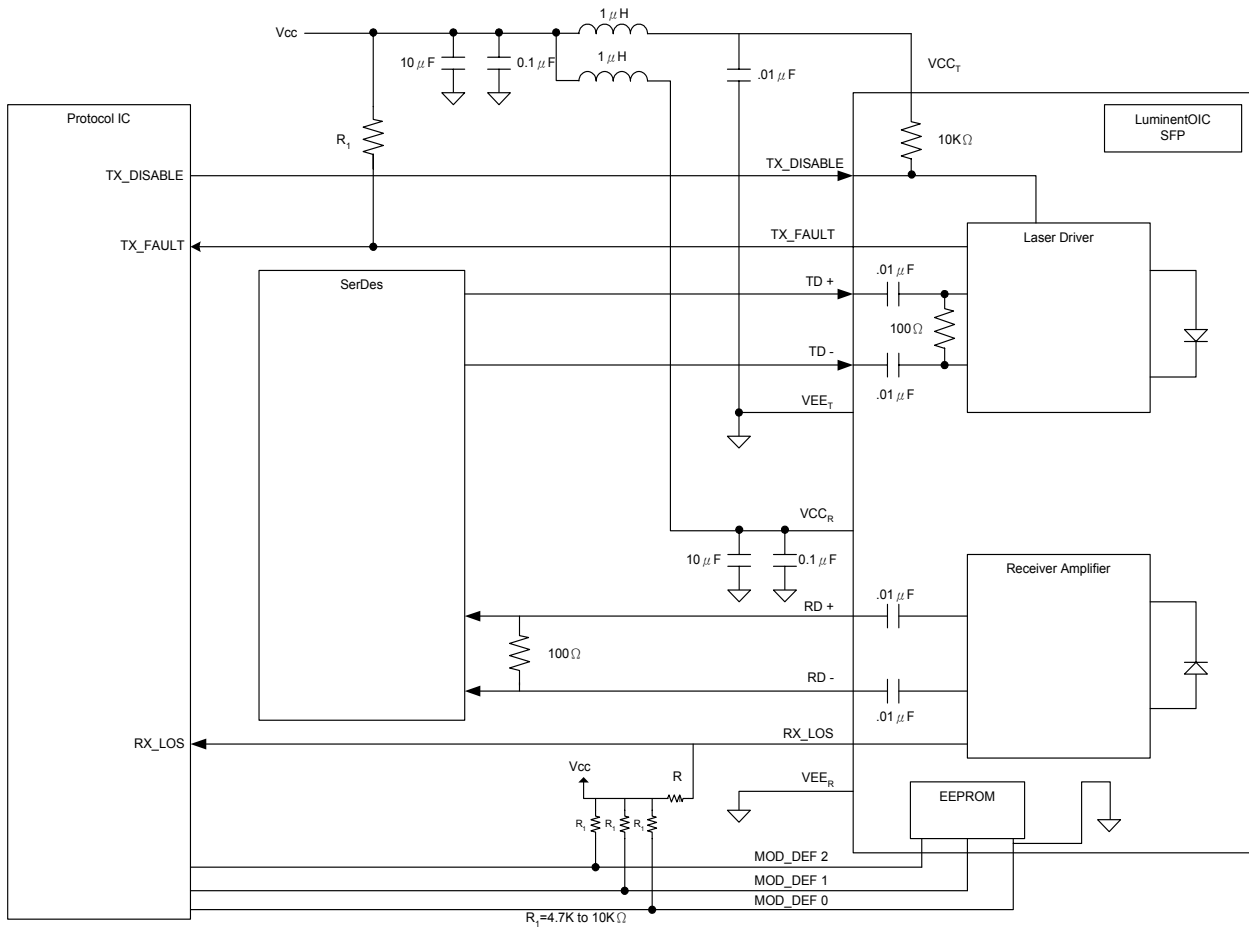 1 μH
Vcc
10 μF
0.1 μF
1 μH
.01 μF
VCC_T
Protocol IC
LuminentOIC
SFP
R_1
10KΩ
TX_DISABLE
TX_DISABLE
TX_FAULT
TX_FAULT
Laser Driver
SerDes
.01 μF
TD +
100Ω
TD -
.01 μF
VEE_T
VCC_R
10 μF
0.1 μF
Receiver Amplifier
.01 μF
RD +
100Ω
RD -
.01 μF
RX_LOS
RX_LOS
Vcc
R
VEE_R
EEPROM
R_1
R_1
R_1
MOD_DEF 2
MOD_DEF 1
MOD_DEF 0
R_1=4.7K to 10KΩ